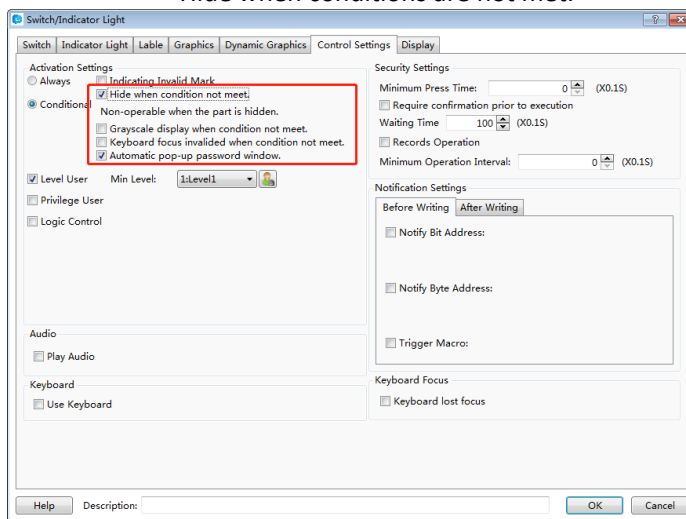 Hide when conditions are not met.
Switch/Indicator Light
Switch Indicator Light Lable Graphics Dynamic Graphics Control Settings Display
Activation Settings
Always Indicating Invalid Mark
Hide when condition not meet.
Conditional
Non-operable when the part is hidden.
Grayscale display when condition not meet.
Keyboard focus invalided when condition not meet.
Automatic pop-up password window.
Level User Min Level: 1:Level1
Privilege User
Logic Control
Audio
Play Audio
Keyboard
Use Keyboard
Security Settings
Minimum Press Time: 0 (X0.1S)
Require confirmation prior to execution
Waiting Time 100 (X0.1S)
Records Operation
Minimum Operation Interval: 0 (X0.1S)
Notification Settings
Before Writing After Writing
Notify Bit Address:
Notify Byte Address:
Trigger Macro:
Keyboard Focus
Keyboard lost focus
Help Description: OK Cancel